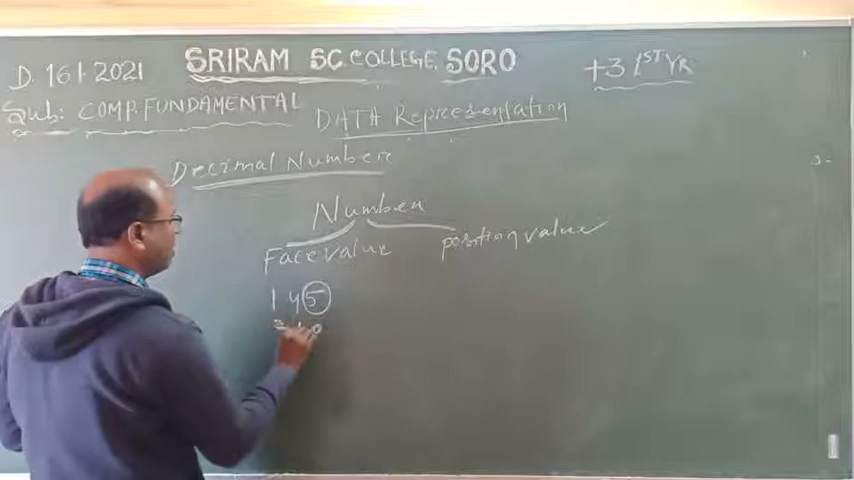 D. 16.1.2021 SRIRAM SC. COLLEGE, SORO +3 1ST YR
Sub: COMP. FUNDAMENTAL
DATA Representation
Decimal Number
Number
Face value position value
145